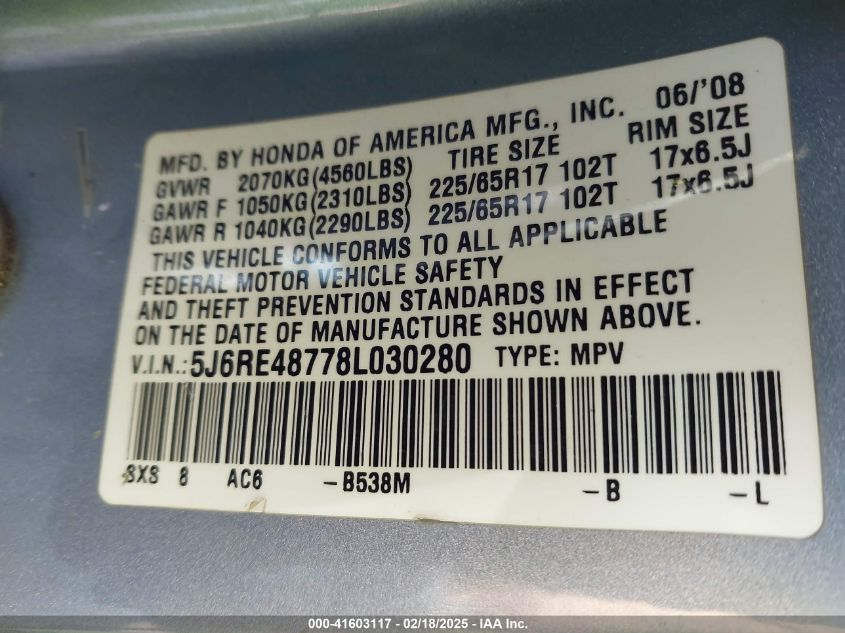 MFD. BY HONDA OF AMERICA MFG., INC. 06/'08
GVWR 2070KG(4560LBS) TIRE SIZE RIM SIZE
GAWR F 1050KG(2310LBS) 225/65R17 102T 17x6.5J
GAWR R 1040KG(2290LBS) 225/65R17 102T 17x6.5J
THIS VEHICLE CONFORMS TO ALL APPLICABLE
FEDERAL MOTOR VEHICLE SAFETY
AND THEFT PREVENTION STANDARDS IN EFFECT
ON THE DATE OF MANUFACTURE SHOWN ABOVE.
V.I.N.:5J6RE48778L030280 TYPE: MPV
SXS 8 AC6 -B538M -B -L
000-41603117 - 02/18/2025 - IAA Inc.